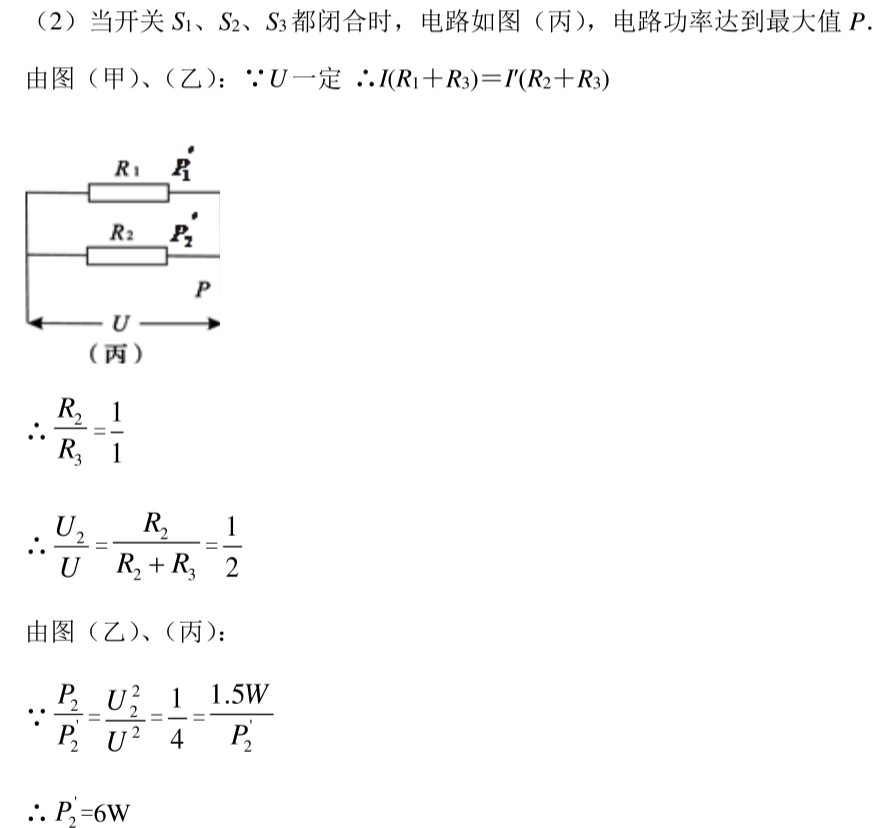 （2）当开关 S₁、S₂、S₃都闭合时，电路如图（丙），电路功率达到最大值 P.
由图（甲）、（乙）：∵U一定 ∴I(R₁＋R₃)＝I′(R₂＋R₃)
R₁ P₁′
R₂ P₂′
P
U
（丙）
∴ R₂/R₃ = 1/1
∴ U₂/U = R₂/(R₂+R₃) = 1/2
由图（乙）、（丙）：
∵ P₂/P₂' = U₂²/U² = 1/4 = 1.5W/P₂'
∴ P₂'=6W